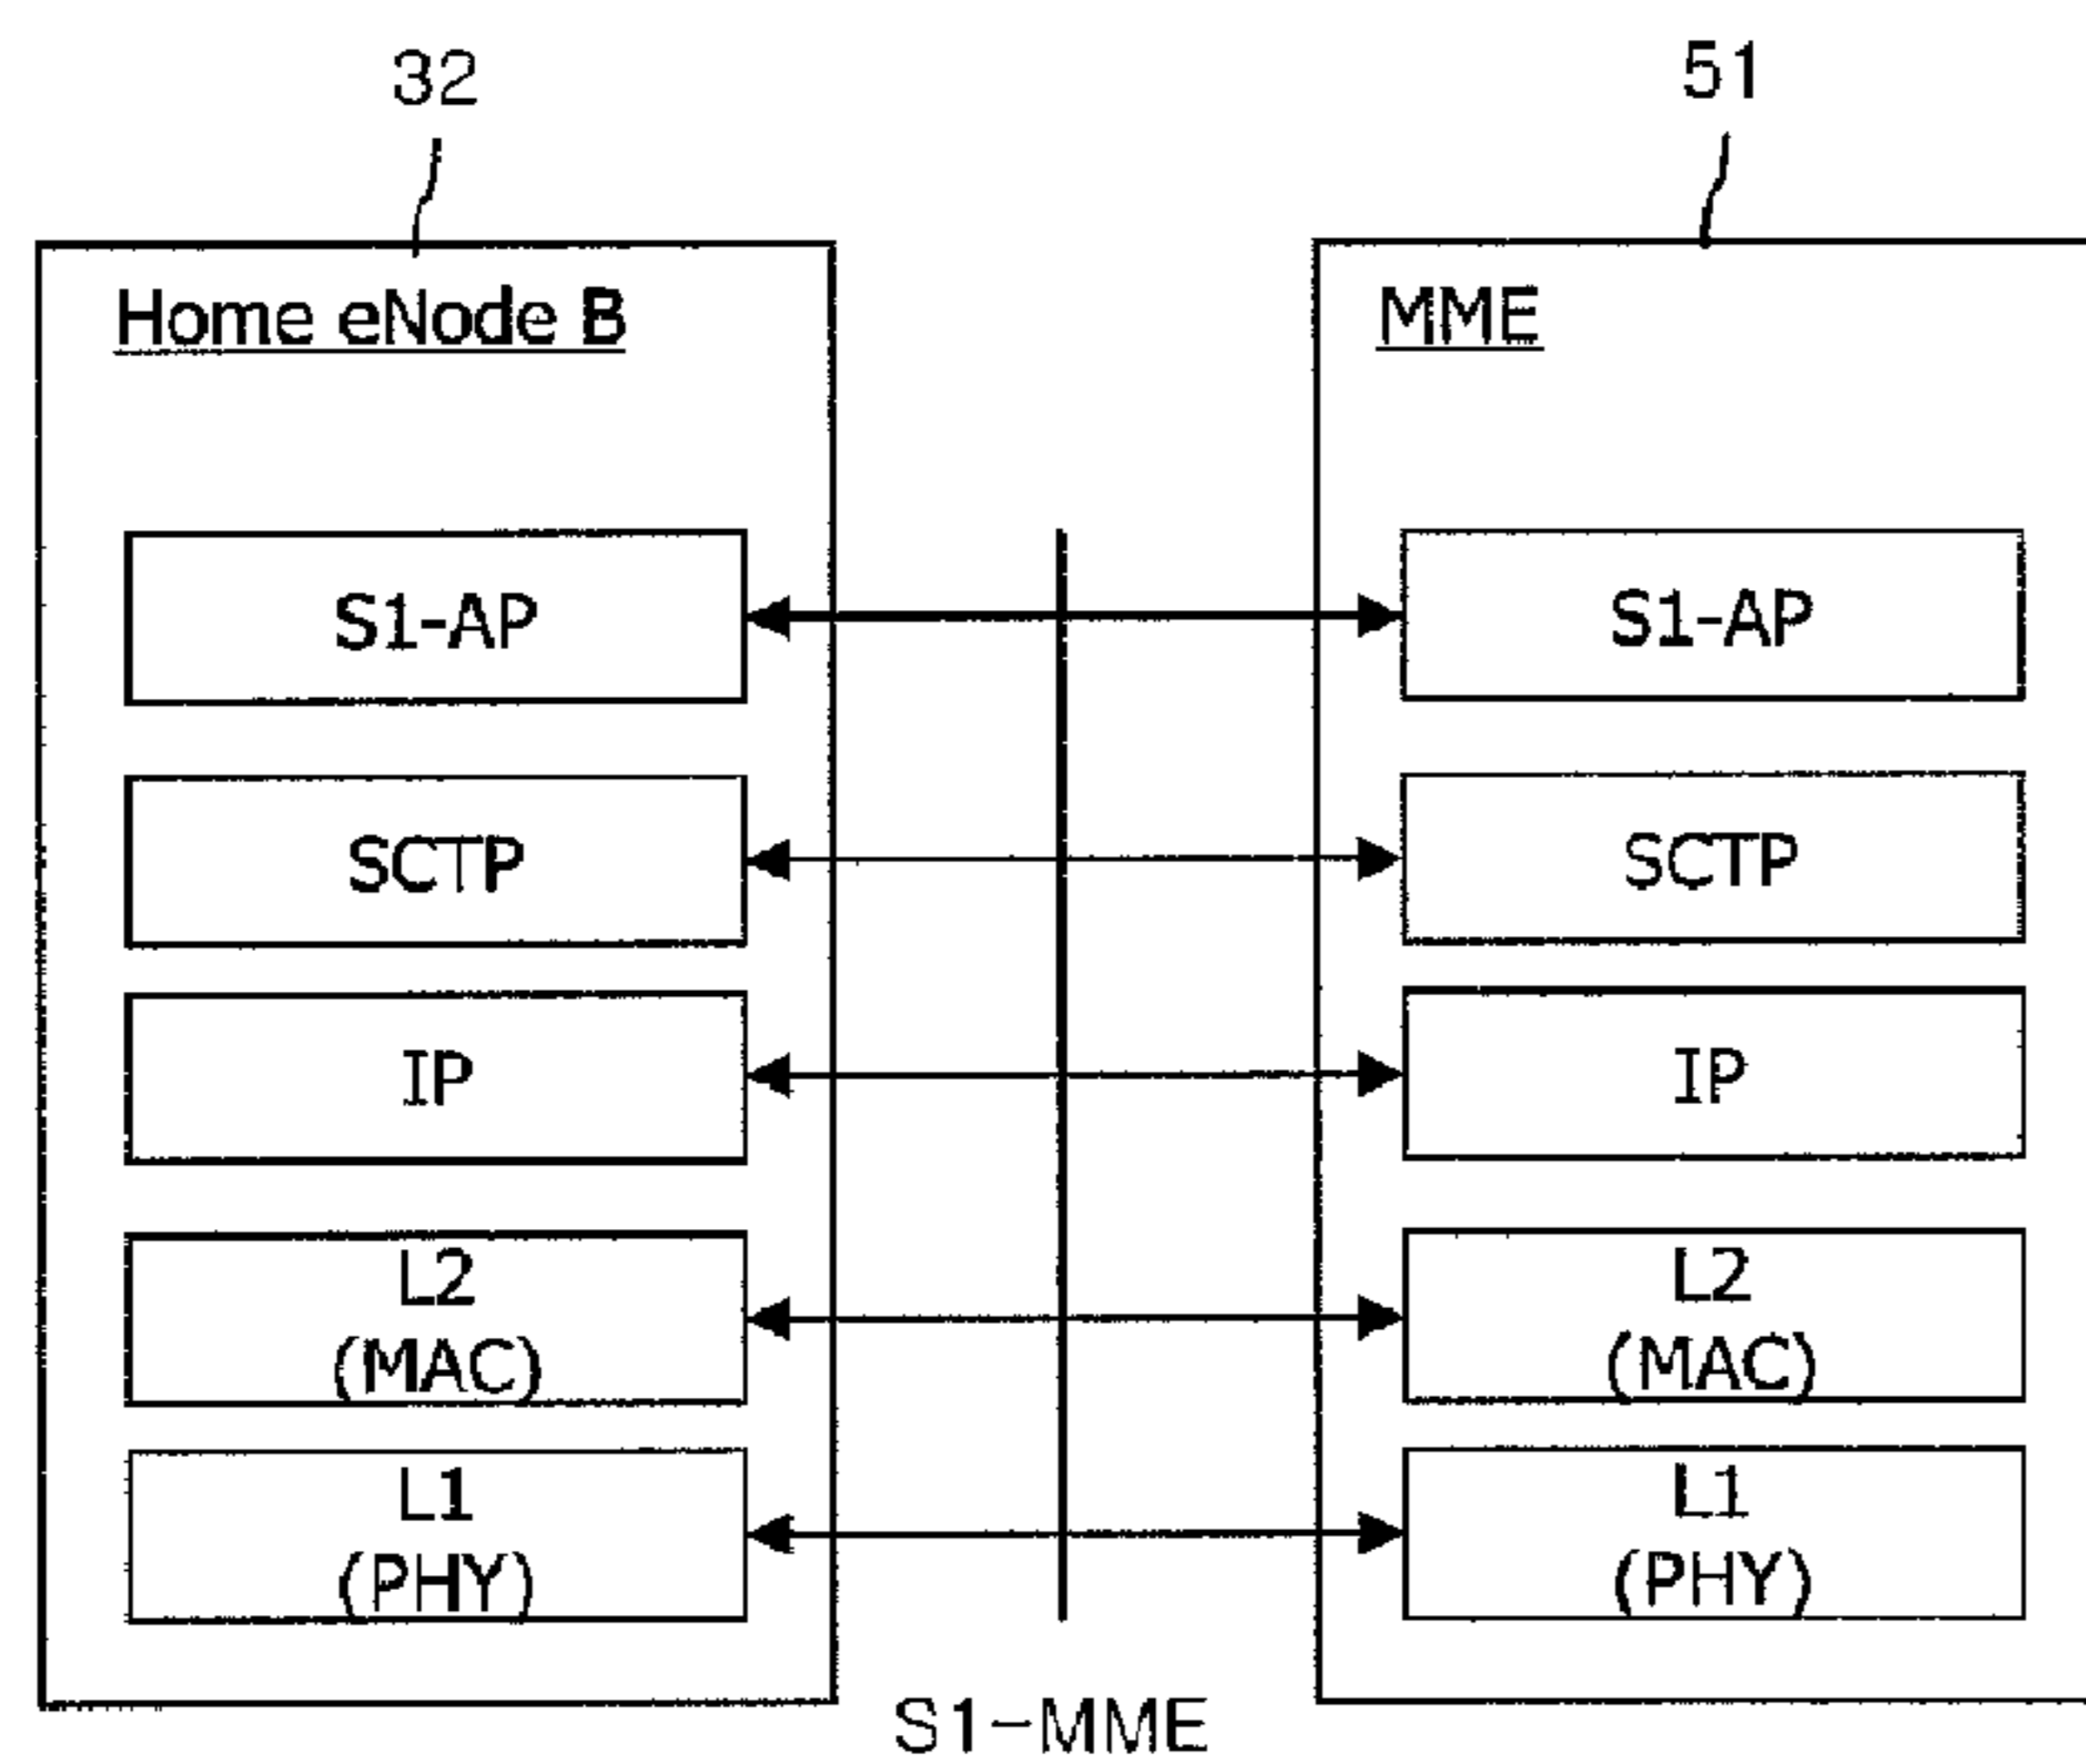 32
51
Home eNode B
MME
S1-AP
S1-AP
SCTP
SCTP
IP
IP
L2
(MAC)
L2
(MAC)
L1
(PHY)
L1
(PHY)
S1-MME